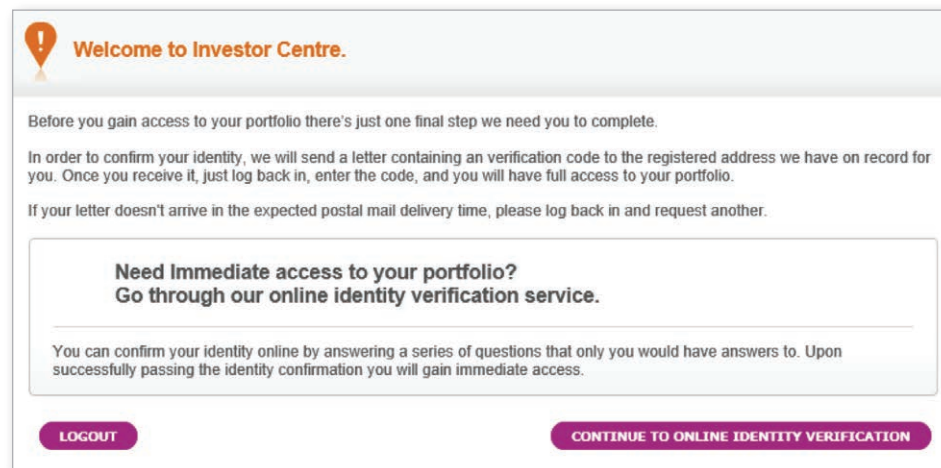 Welcome to Investor Centre.
Before you gain access to your portfolio there's just one final step we need you to complete.
In order to confirm your identity, we will send a letter containing an verification code to the registered address we have on record for
you. Once you receive it, just log back in, enter the code, and you will have full access to your portfolio.
If your letter doesn't arrive in the expected postal mail delivery time, please log back in and request another.
Need Immediate access to your portfolio?
Go through our online identity verification service.
You can confirm your identity online by answering a series of questions that only you would have answers to. Upon
successfully passing the identity confirmation you will gain immediate access.
LOGOUT
CONTINUE TO ONLINE IDENTITY VERIFICATION